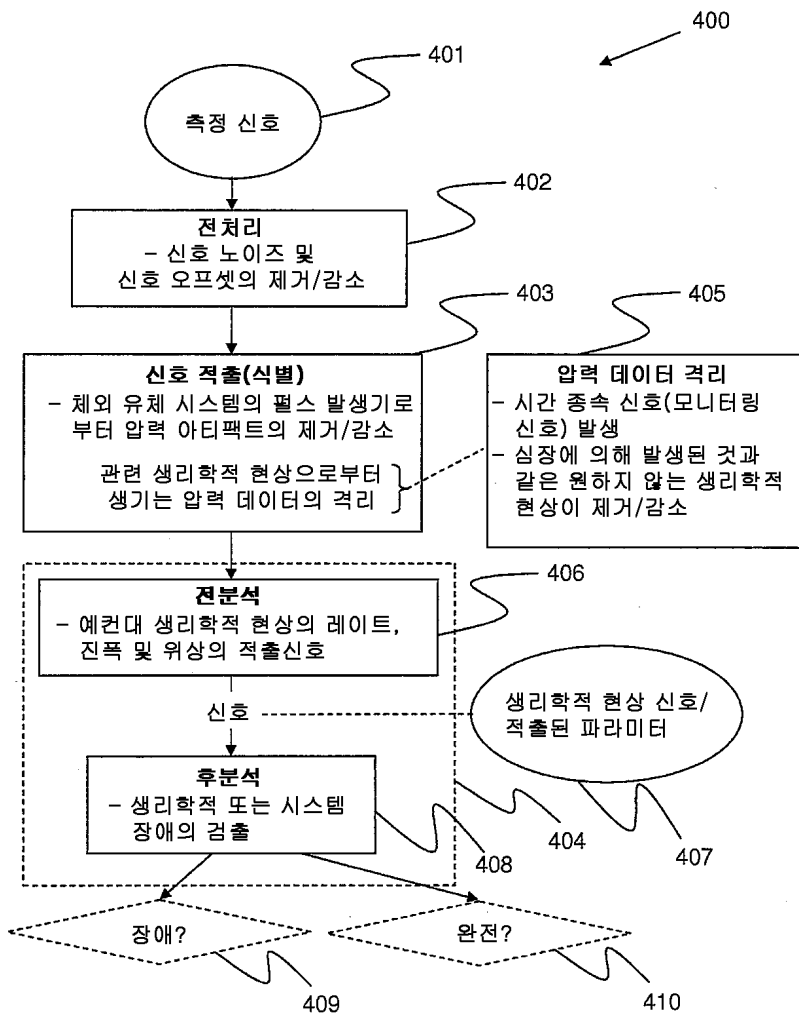 400
401
측정 신호
402
전처리
– 신호 노이즈 및
신호 오프셋의 제거/감소
403
신호 적출(식별)
– 체외 유체 시스템의 펄스 발생기로
부터 압력 아티팩트의 제거/감소
관련 생리학적 현상으로부터
생기는 압력 데이터의 격리
405
압력 데이터 격리
– 시간 종속 신호(모니터링
신호) 발생
– 심장에 의해 발생된 것과
같은 원하지 않는 생리학적
현상이 제거/감소
406
전분석
– 예컨대 생리학적 현상의 레이트,
진폭 및 위상의 적출신호
신호
생리학적 현상 신호/
적출된 파라미터
후분석
– 생리학적 또는 시스템
장애의 검출
408
404
407
장애?
완전?
409
410